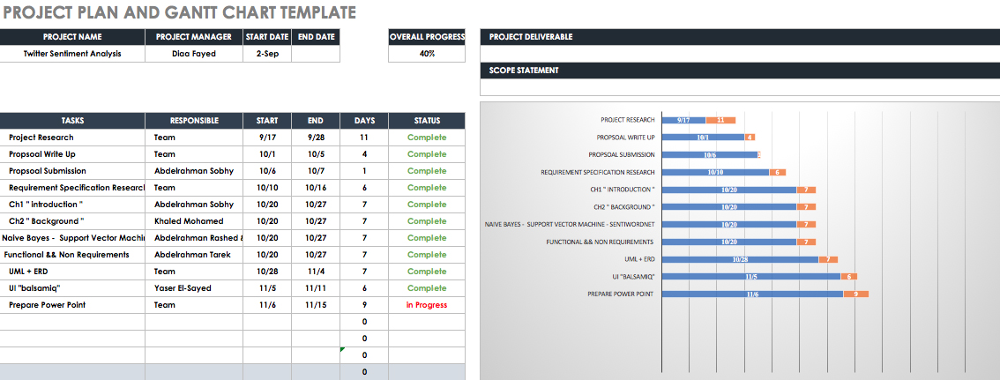 PROJECT PLAN AND GANTT CHART TEMPLATE
PROJECT NAME PROJECT MANAGER START DATE END DATE OVERALL PROGRESS
Twitter Sentiment Analysis Diaa Fayed 2-Sep 40%
PROJECT DELIVERABLE
SCOPE STATEMENT
TASKS RESPONSIBLE START END DAYS STATUS
Project Research Team 9/17 9/28 11 Complete
Propsoal Write Up Team 10/1 10/5 4 Complete
Propsoal Submission Abdelrahman Sobhy 10/6 10/7 1 Complete
Requirement Specification Research Team 10/10 10/16 6 Complete
Ch1 " Introduction " Abdelrahman Sobhy 10/20 10/27 7 Complete
Ch2 " Background " Khaled Mohamed 10/20 10/27 7 Complete
Naive Bayes - Support Vector Machin Abdelrahman Rashed & 10/20 10/27 7 Complete
Functional && Non Requirements Abdelrahman Tarek 10/20 10/27 7 Complete
UML + ERD Team 10/28 11/4 7 Complete
UI "balsamiq" Yaser El-Sayed 11/5 11/11 6 Complete
Prepare Power Point Team 11/6 11/15 9 in Progress
0
0
0
0
PROJECT RESEARCH 9/17 11
PROPSOAL WRITE UP 10/1 4
PROPSOAL SUBMISSION 10/6
REQUIREMENT SPECIFICATION RESEARCH 10/10 6
CH1 " INTRODUCTION " 10/20 7
CH2 " BACKGROUND " 10/20 7
NAIVE BAYES - SUPPORT VECTOR MACHINE - SENTIWORDNET 10/20 7
FUNCTIONAL && NON REQUIREMENTS 10/20 7
UML + ERD 10/28 7
UI "BALSAMIQ" 11/5 6
PREPARE POWER POINT 11/6 9